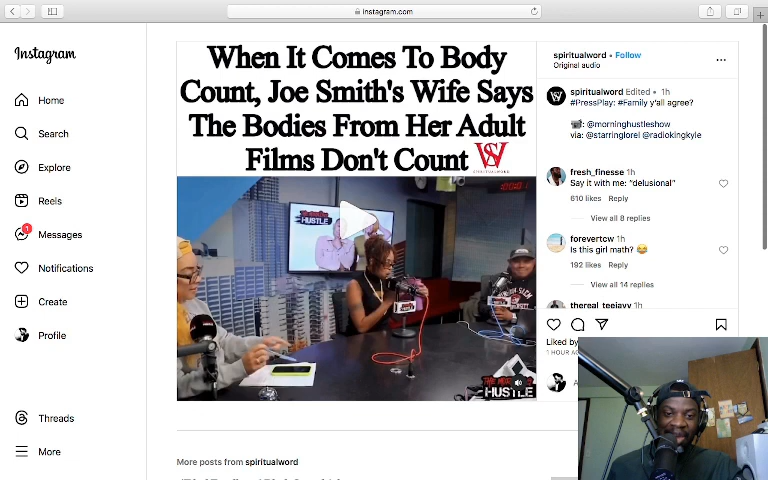 instagram.com
Instagram
Home
Search
Explore
Reels
1
Messages
Notifications
Create
Profile
Threads
More
When It Comes To Body
Count, Joe Smith's Wife Says
The Bodies From Her Adult
Films Don't Count
SPIRITUALWORD
HUSTLE
HUSTLE
More posts from spiritualword
spiritualword • Follow
Original audio
spiritualword Edited • 1h
#PressPlay: #Family y'all agree?
: @morninghustleshow
via: @starringlorel @radiokingkyle
fresh_finesse 1h
Say it with me: “delusional”
610 likes Reply
View all 8 replies
forevertcw 1h
Is this girl math? 😂
192 likes Reply
View all 14 replies
thereal_teejayy 1h
Liked by
1 HOUR